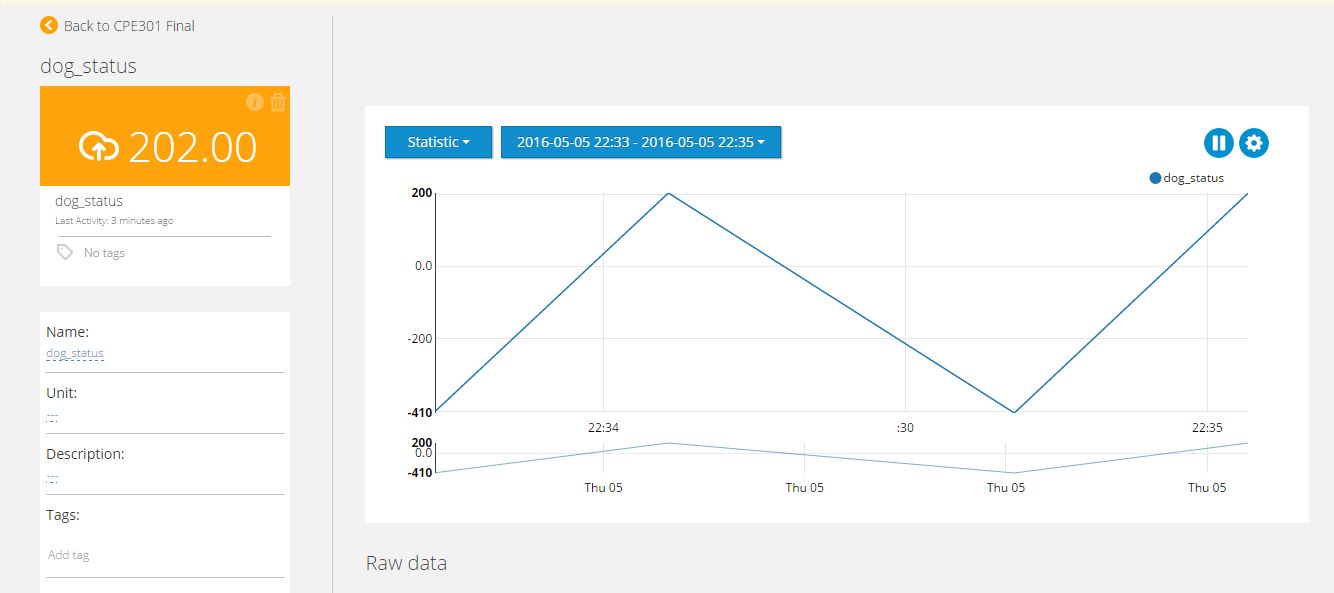 Back to CPE301 Final
dog_status
202.00
dog_status
Last Activity: 3 minutes ago
No tags
Name:
dog_status
Unit:
---
Description:
---
Tags:
Add tag
Statistic
2016-05-05 22:33 - 2016-05-05 22:35
dog_status
200
0.0
-200
-410
22:34 :30 22:35
200
0.0
-410
Thu 05 Thu 05 Thu 05 Thu 05
Raw data